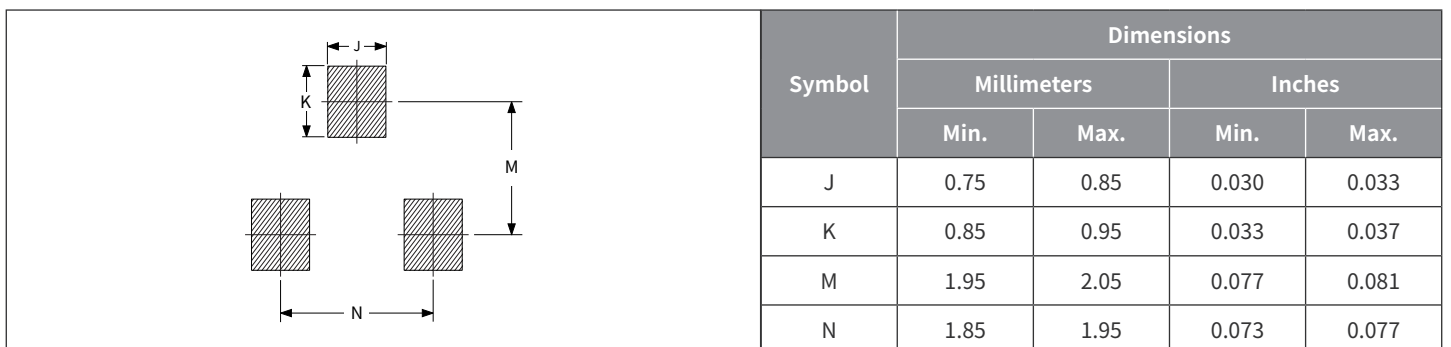 J
K
M
N
Symbol
Dimensions
Millimeters
Inches
Min.
Max.
Min.
Max.
J 0.75 0.85 0.030 0.033
K 0.85 0.95 0.033 0.037
M 1.95 2.05 0.077 0.081
N 1.85 1.95 0.073 0.077